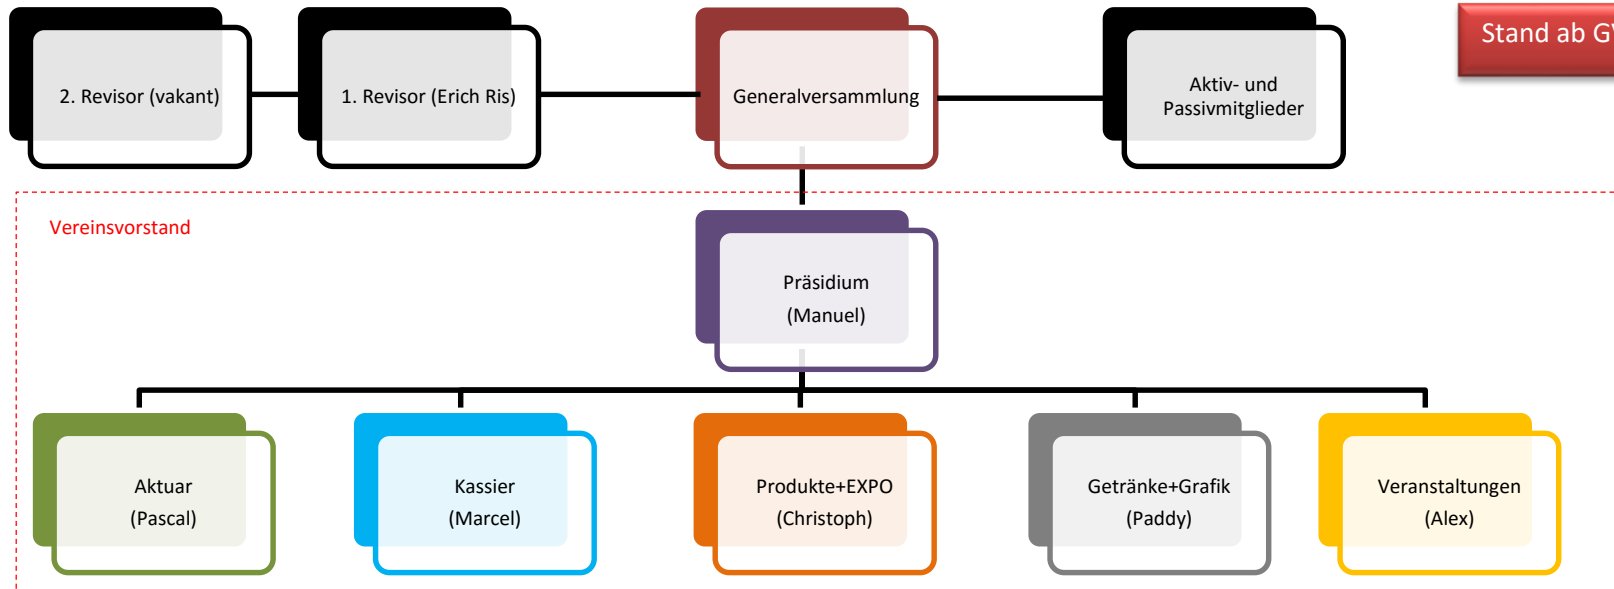 2. Revisor (vakant)
1. Revisor (Erich Ris)
Generalversammlung
Aktiv- und
Passivmitglieder
Stand ab
Vereinsvorstand
Präsidium
(Manuel)
Aktuar
(Pascal)
Kassier
(Marcel)
Produkte+EXPO
(Christoph)
Getränke+Grafik
(Paddy)
Veranstaltungen
(Alex)